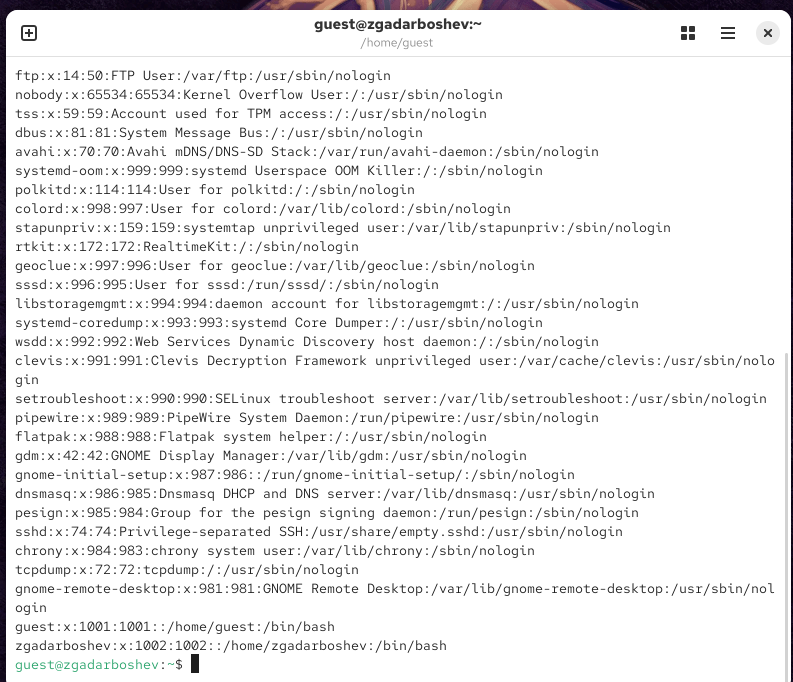 guest@zgadarboshev:~
/home/guest
ftp:x:14:50:FTP User:/var/ftp:/usr/sbin/nologin
nobody:x:65534:65534:Kernel Overflow User:/:/usr/sbin/nologin
tss:x:59:59:Account used for TPM access:/:/usr/sbin/nologin
dbus:x:81:81:System Message Bus:/:/usr/sbin/nologin
avahi:x:70:70:Avahi mDNS/DNS-SD Stack:/var/run/avahi-daemon:/sbin/nologin
systemd-oom:x:999:999:systemd Userspace OOM Killer:/:/sbin/nologin
polkitd:x:114:114:User for polkitd:/:/sbin/nologin
colord:x:998:997:User for colord:/var/lib/colord:/sbin/nologin
stapunpriv:x:159:159:systemtap unprivileged user:/var/lib/stapunpriv:/sbin/nologin
rtkit:x:172:172:RealtimeKit:/:/sbin/nologin
geoclue:x:997:996:User for geoclue:/var/lib/geoclue:/sbin/nologin
sssd:x:996:995:User for sssd:/run/sssd/:/sbin/nologin
libstoragemgmt:x:994:994:daemon account for libstoragemgmt:/:/usr/sbin/nologin
systemd-coredump:x:993:993:systemd Core Dumper:/:/usr/sbin/nologin
wsdd:x:992:992:Web Services Dynamic Discovery host daemon:/:/sbin/nologin
clevis:x:991:991:Clevis Decryption Framework unprivileged user:/var/cache/clevis:/usr/sbin/nolo
gin
setroubleshoot:x:990:990:SELinux troubleshoot server:/var/lib/setroubleshoot:/usr/sbin/nologin
pipewire:x:989:989:PipeWire System Daemon:/run/pipewire:/usr/sbin/nologin
flatpak:x:988:988:Flatpak system helper:/:/usr/sbin/nologin
gdm:x:42:42:GNOME Display Manager:/var/lib/gdm:/usr/sbin/nologin
gnome-initial-setup:x:987:986::/run/gnome-initial-setup/:/sbin/nologin
dnsmasq:x:986:985:Dnsmasq DHCP and DNS server:/var/lib/dnsmasq:/usr/sbin/nologin
pesign:x:985:984:Group for the pesign signing daemon:/run/pesign:/sbin/nologin
sshd:x:74:74:Privilege-separated SSH:/usr/share/empty.sshd:/usr/sbin/nologin
chrony:x:984:983:chrony system user:/var/lib/chrony:/sbin/nologin
tcpdump:x:72:72:tcpdump:/:/usr/sbin/nologin
gnome-remote-desktop:x:981:981:GNOME Remote Desktop:/var/lib/gnome-remote-desktop:/usr/sbin/nol
ogin
guest:x:1001:1001::/home/guest:/bin/bash
zgadarboshev:x:1002:1002::/home/zgadarboshev:/bin/bash
guest@zgadarboshev:~$